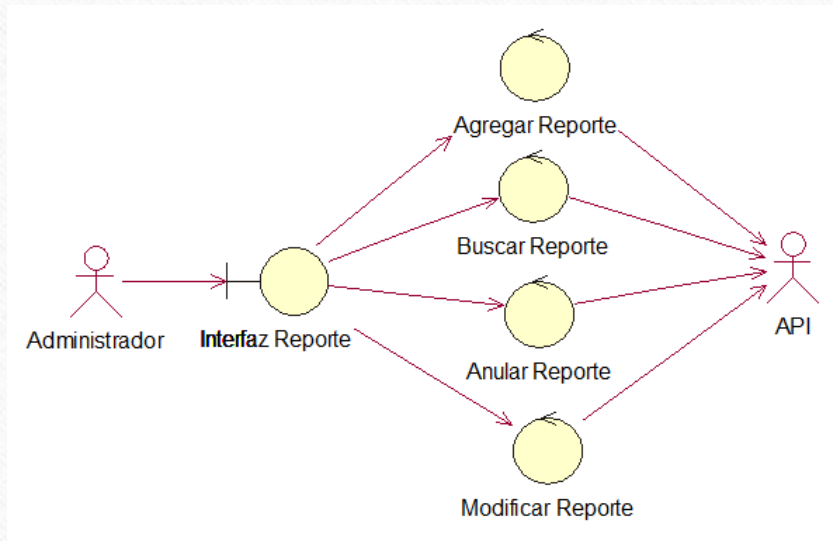 Agregar Reporte
Buscar Reporte
Administrador
Interfaz Reporte
API
Anular Reporte
Modificar Reporte